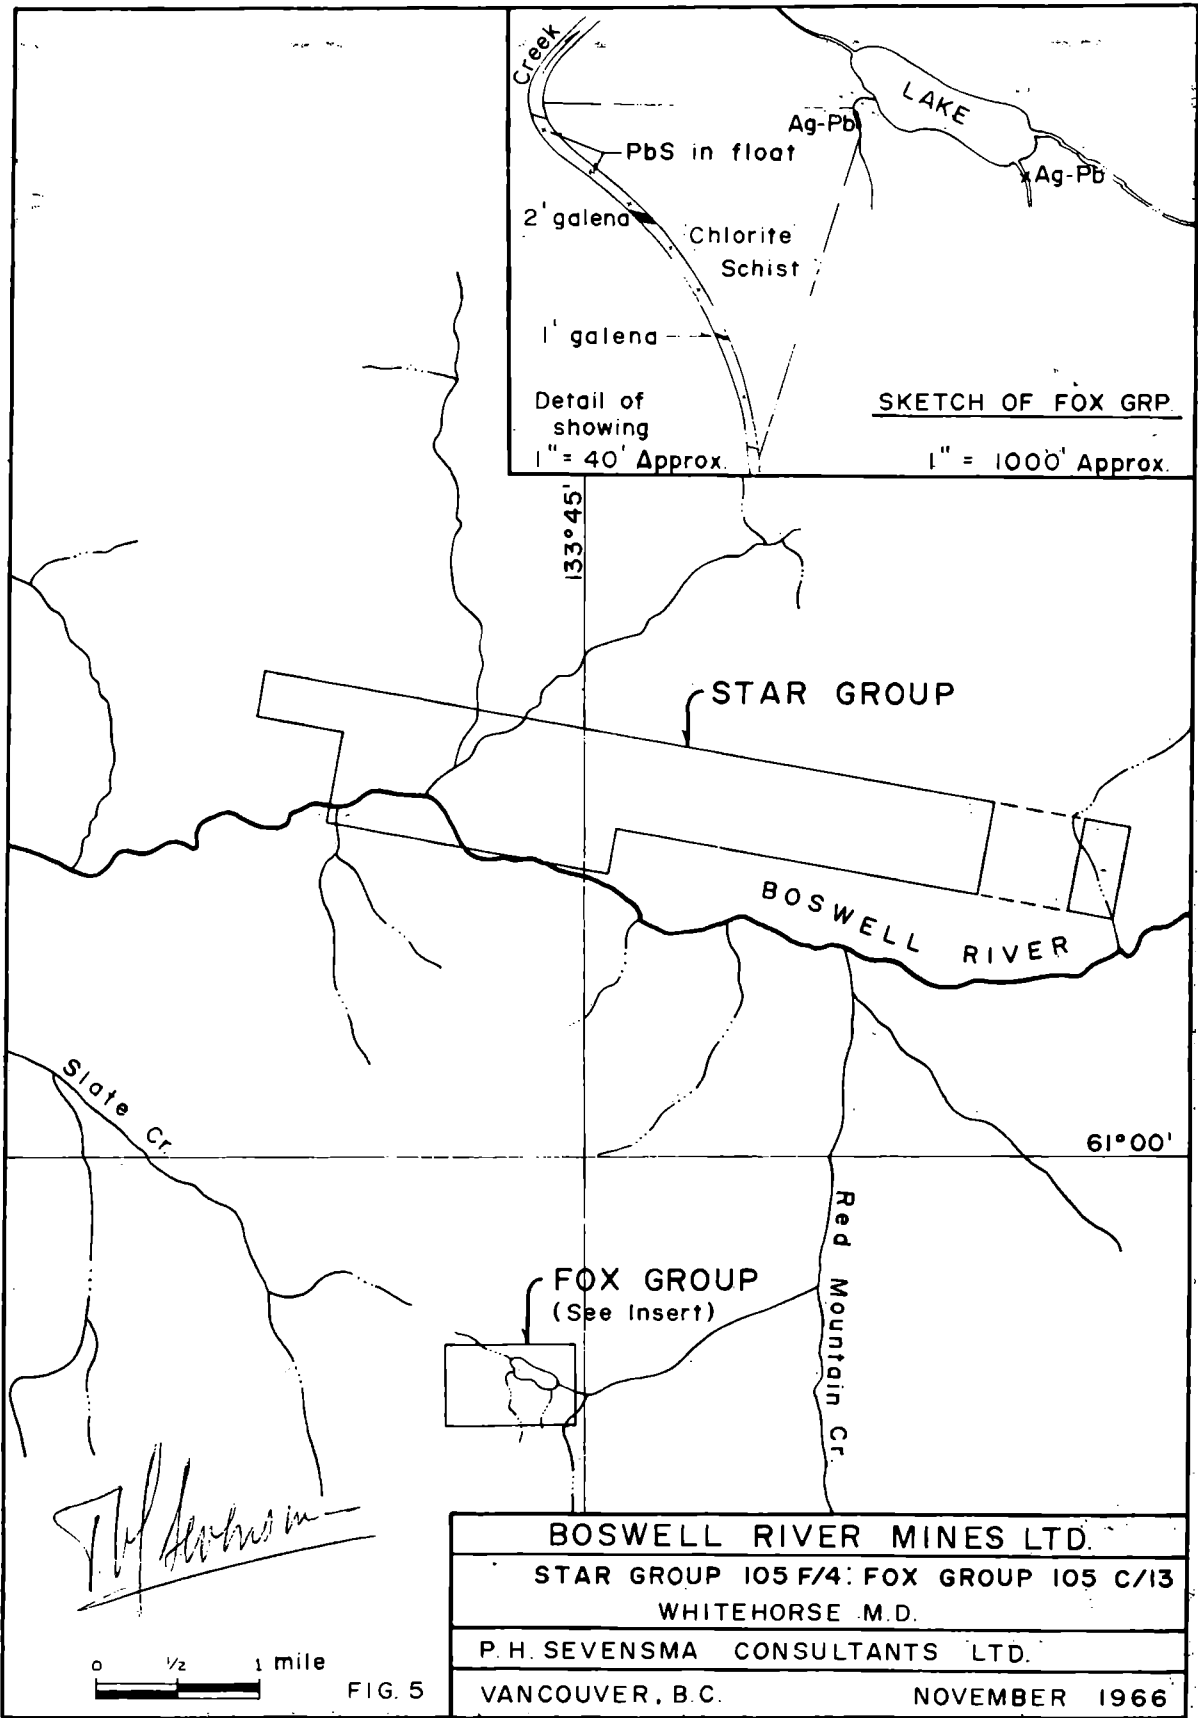 Creek
LAKE
Ag-Pb
PbS in float
Ag-Pb
2' galena
Chlorite
Schist
1' galena
Detail of
showing
1" = 40' Approx.
SKETCH OF FOX GRP.
1" = 1000' Approx.
133°45'
STAR GROUP
BOSWELL RIVER
Slate Cr.
61°00'
Red Mountain Cr.
FOX GROUP
(See Insert)
BOSWELL RIVER MINES LTD.
STAR GROUP 105 F/4: FOX GROUP 105 C/13
WHITEHORSE M.D.
P. H. SEVENSMA CONSULTANTS LTD.
VANCOUVER, B.C. NOVEMBER 1966
0 1/2 1 mile
FIG. 5